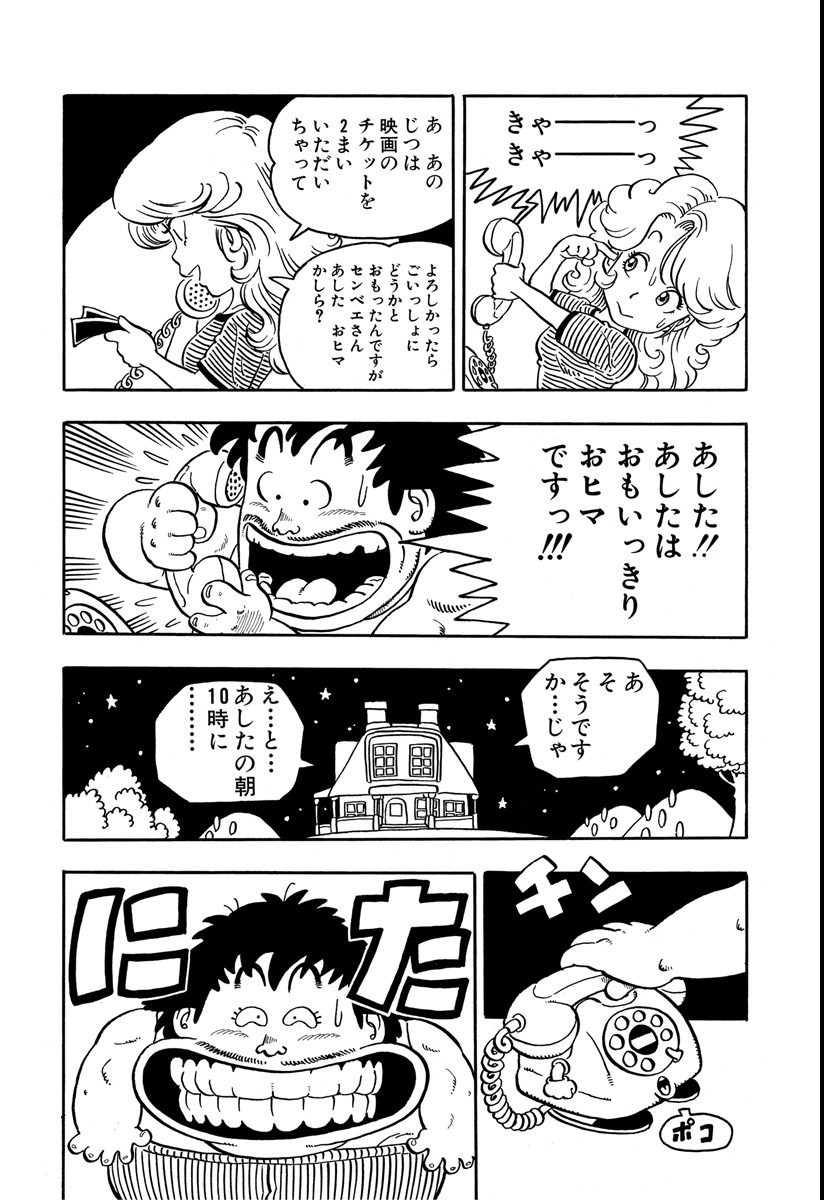 きゃーーーっ
きゃーーーっ
あ あの
じつは
映画の
チケットを
2まい
いただい
ちゃって
よろしかったら
ごいっしょに
どうかと
おもったんですが
センベエさん
あした おヒマ
かしら?
あした!!
あしたは
おもいっきり
おヒマ
ですっ!!!
あ
そ
そうです
か…じゃ
え…と…
あしたの朝
10時に
………
チン
ポコ
にた